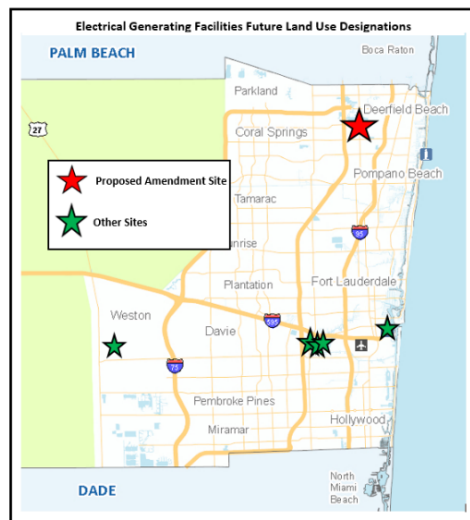 Electrical Generating Facilities Future Land Use Designations
PALM BEACH
Boca Raton
Parkland
27
Deerfield Beach
Coral Springs
Proposed Amendment Site
Pompano Beach
Other Sites
Tamarac
unrise
95
Plantation
Fort Lauderdale
Weston
595
Davie
75
Pembroke Pines
Hollywood
Miramar
North
Miami
Beach
DADE